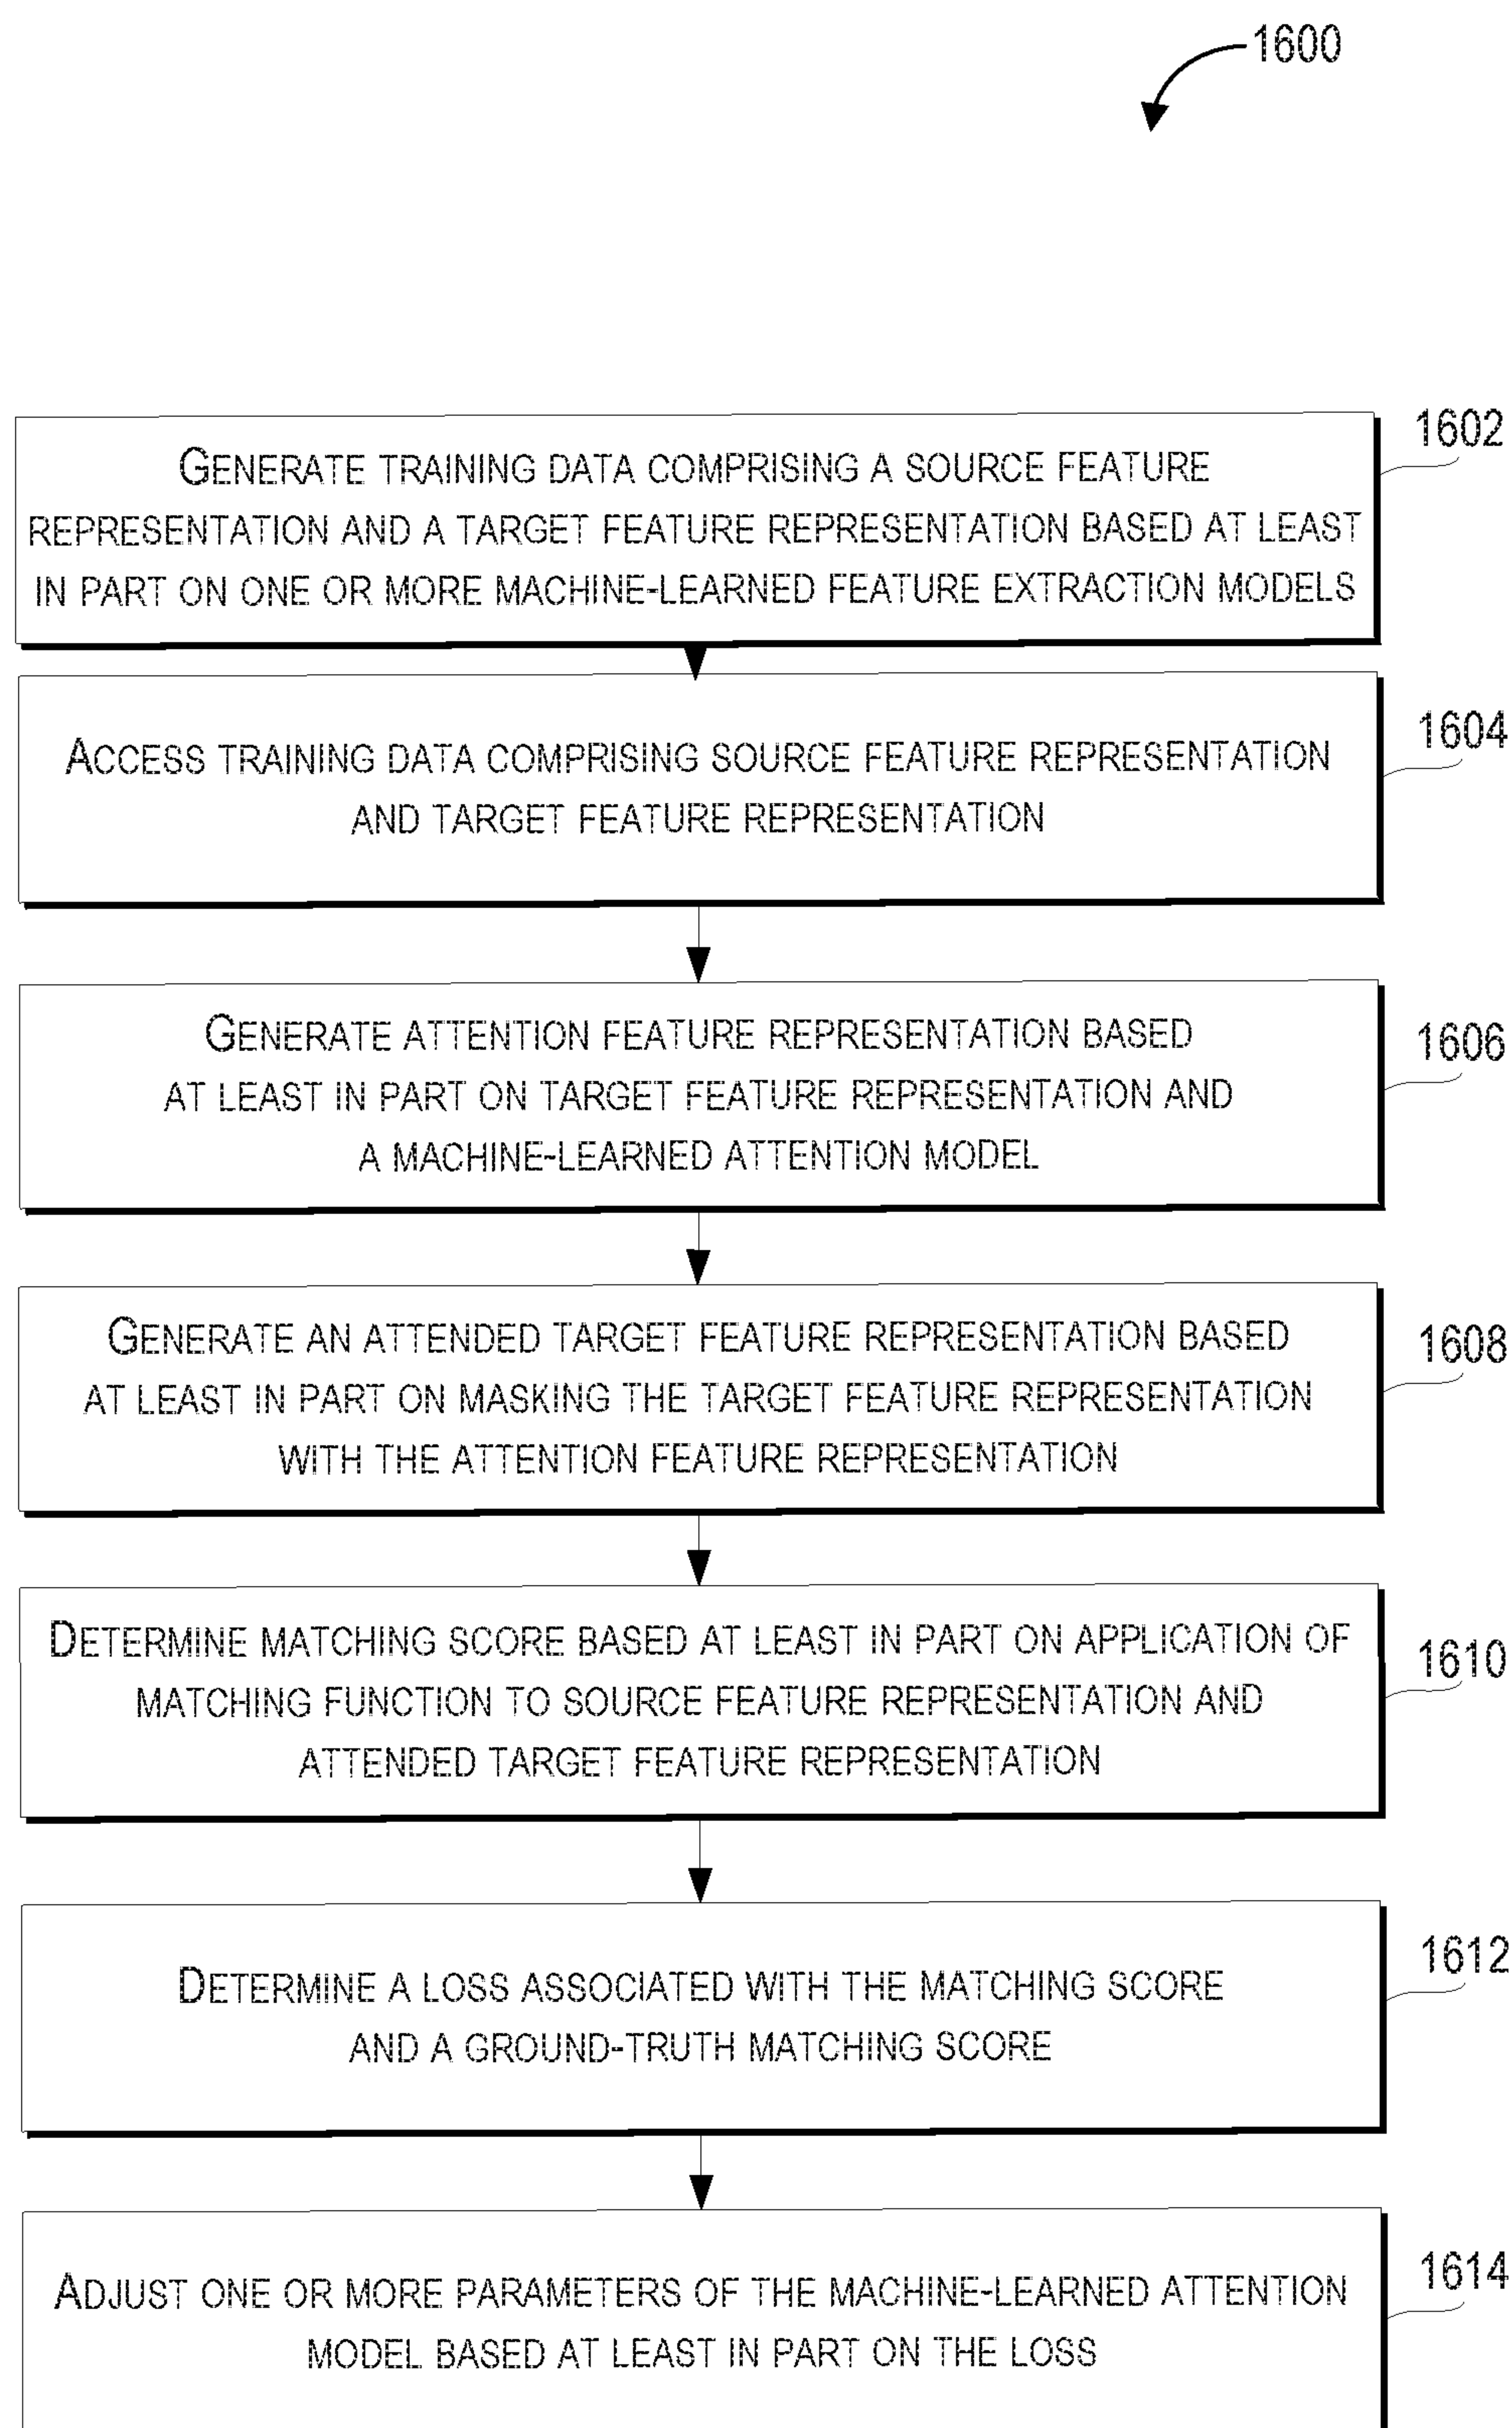 1600
1602
GENERATE TRAINING DATA COMPRISING A SOURCE FEATURE
REPRESENTATION AND A TARGET FEATURE REPRESENTATION BASED AT LEAST
IN PART ON ONE OR MORE MACHINE-LEARNED FEATURE EXTRACTION MODELS
1604
ACCESS TRAINING DATA COMPRISING SOURCE FEATURE REPRESENTATION
AND TARGET FEATURE REPRESENTATION
1606
GENERATE ATTENTION FEATURE REPRESENTATION BASED
AT LEAST IN PART ON TARGET FEATURE REPRESENTATION AND
A MACHINE-LEARNED ATTENTION MODEL
1608
GENERATE AN ATTENDED TARGET FEATURE REPRESENTATION BASED
AT LEAST IN PART ON MASKING THE TARGET FEATURE REPRESENTATION
WITH THE ATTENTION FEATURE REPRESENTATION
1610
DETERMINE MATCHING SCORE BASED AT LEAST IN PART ON APPLICATION OF
MATCHING FUNCTION TO SOURCE FEATURE REPRESENTATION AND
ATTENDED TARGET FEATURE REPRESENTATION
1612
DETERMINE A LOSS ASSOCIATED WITH THE MATCHING SCORE
AND A GROUND-TRUTH MATCHING SCORE
1614
ADJUST ONE OR MORE PARAMETERS OF THE MACHINE-LEARNED ATTENTION
MODEL BASED AT LEAST IN PART ON THE LOSS